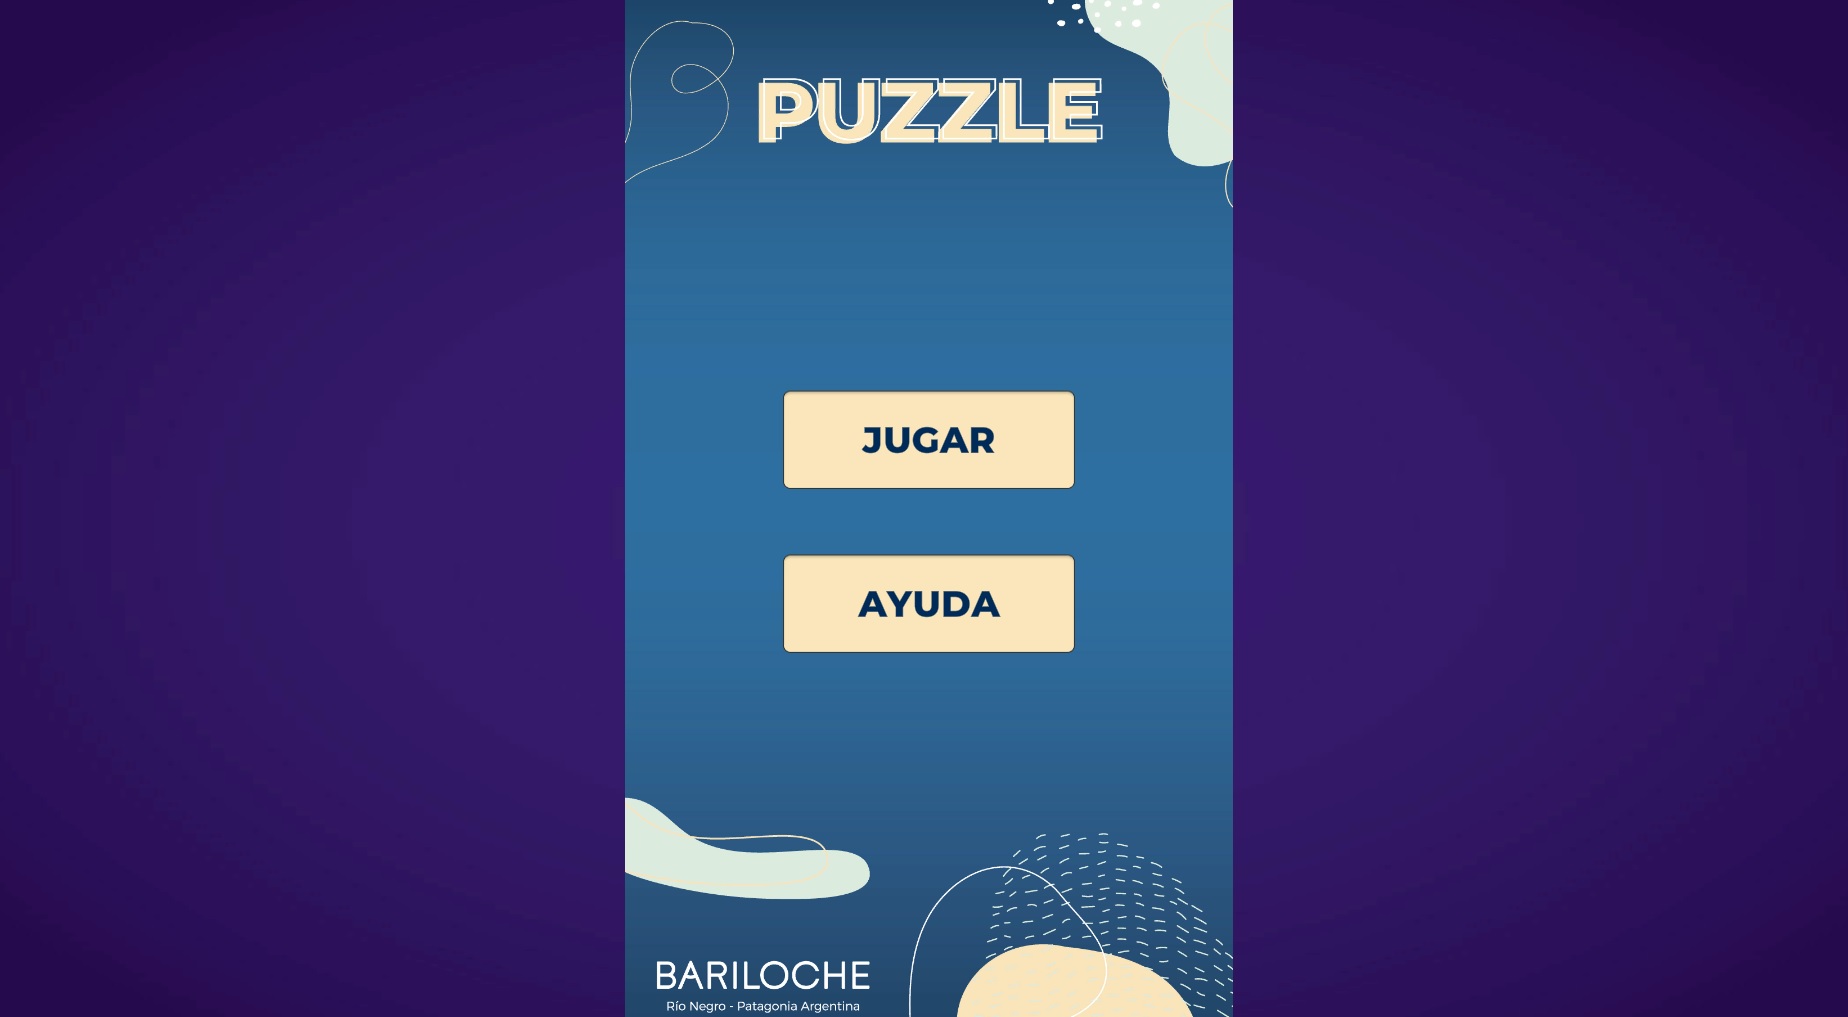 PUZZLE
JUGAR
AYUDA
BARILOCHE
Río Negro - Patagonia Argentina